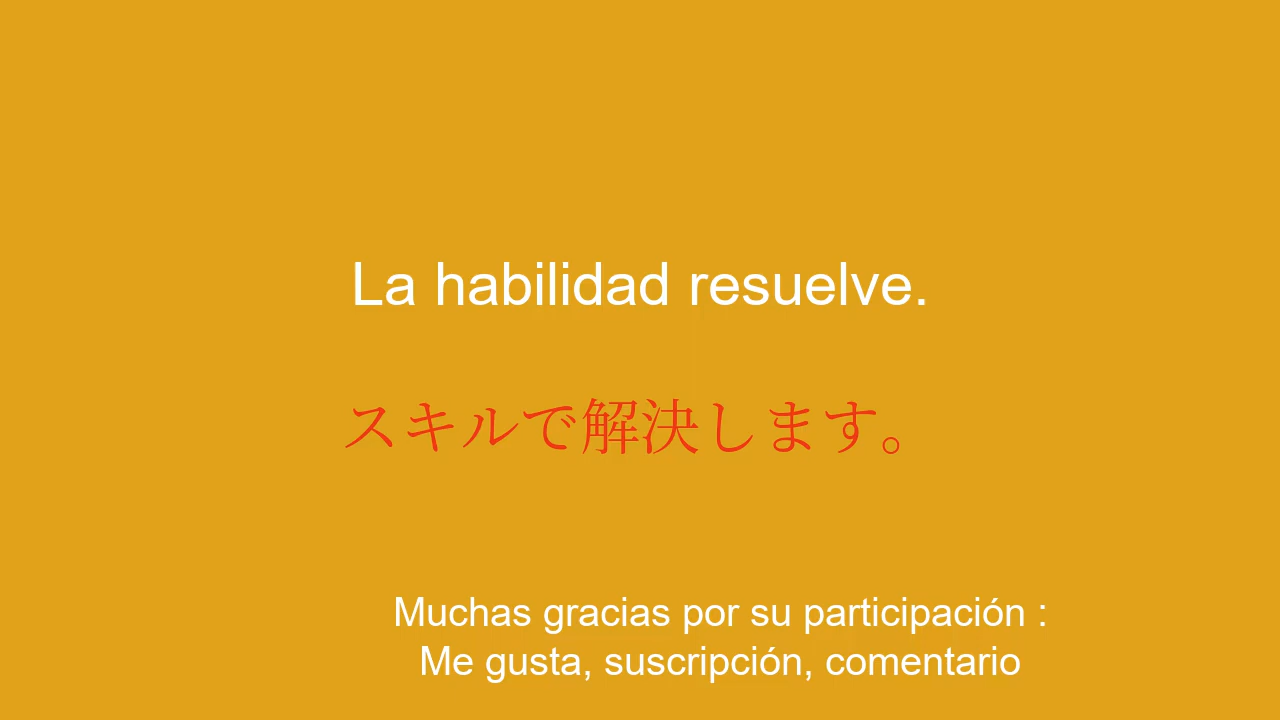 La habilidad resuelve.
スキルで解決します。
Muchas gracias por su participación :
Me gusta, suscripción, comentario